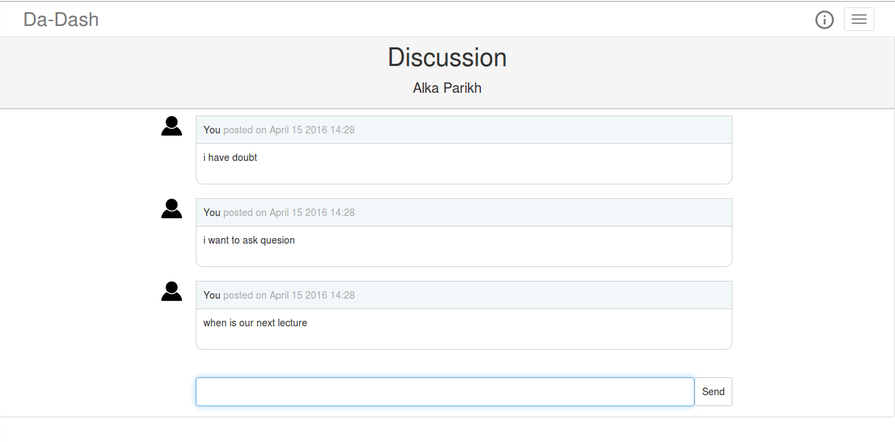 Da-Dash
Discussion
Alka Parikh
You posted on April 15 2016 14:28
i have doubt
You posted on April 15 2016 14:28
i want to ask quesion
You posted on April 15 2016 14:28
when is our next lecture
Send